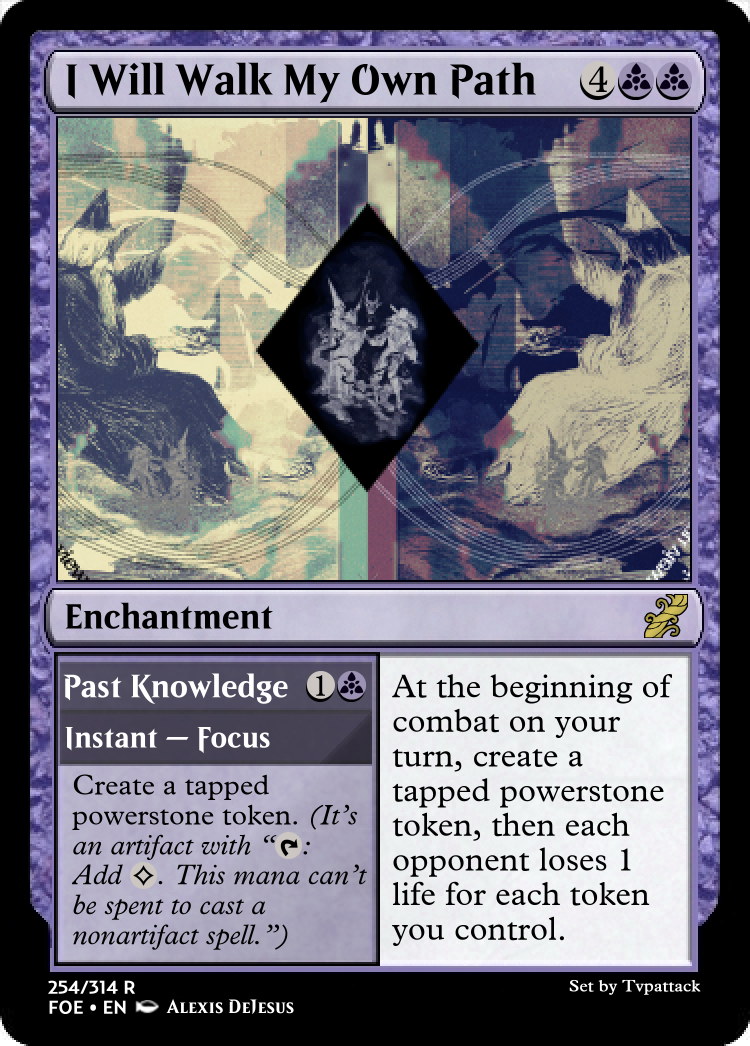 I Will Walk My Own Path 4
Enchantment
Past Knowledge 1
Instant — Focus
Create a tapped
powerstone token. (It's
an artifact with “:
Add . This mana can't
be spent to cast a
nonartifact spell.”)
At the beginning of
combat on your
turn, create a
tapped powerstone
token, then each
opponent loses 1
life for each token
you control.
254/314 R
FOE • EN Alexis DeJesus
Set by Tvpattack